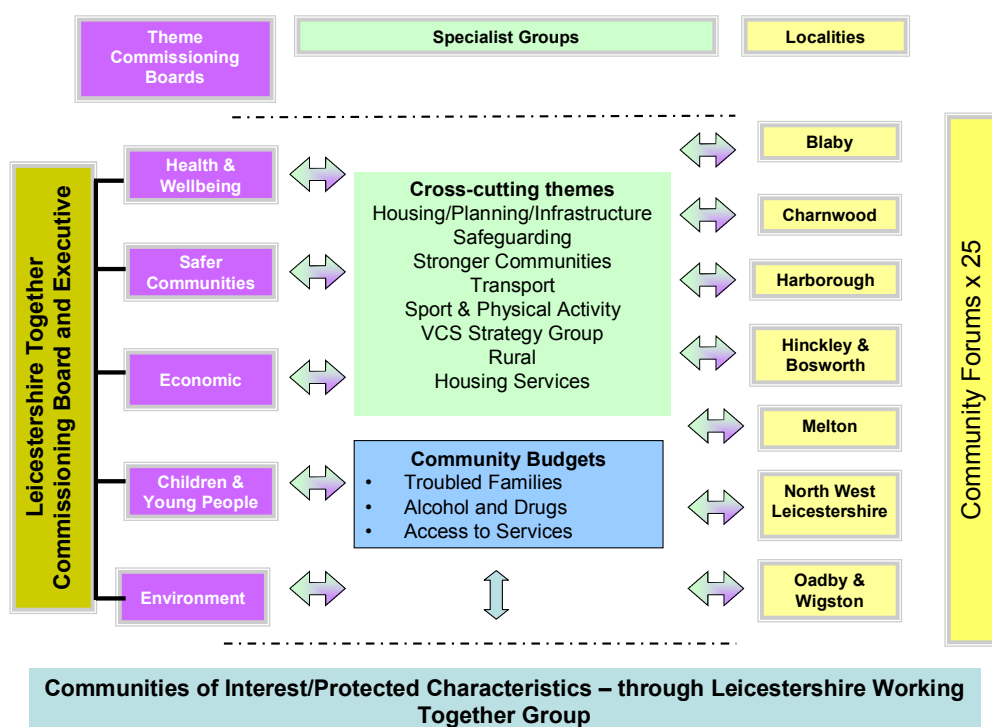 Theme
Commissioning
Boards
Specialist Groups
Localities
Leicestershire Together
Commissioning Board and Executive
Health &
Wellbeing
Safer
Communities
Economic
Children &
Young People
Environment
Cross-cutting themes
Housing/Planning/Infrastructure
Safeguarding
Stronger Communities
Transport
Sport & Physical Activity
VCS Strategy Group
Rural
Housing Services
Community Budgets
• Troubled Families
• Alcohol and Drugs
• Access to Services
Blaby
Charnwood
Harborough
Hinckley &
Bosworth
Melton
North West
Leicestershire
Oadby &
Wigston
Community Forums x 25
Communities of Interest/Protected Characteristics – through Leicestershire Working
Together Group